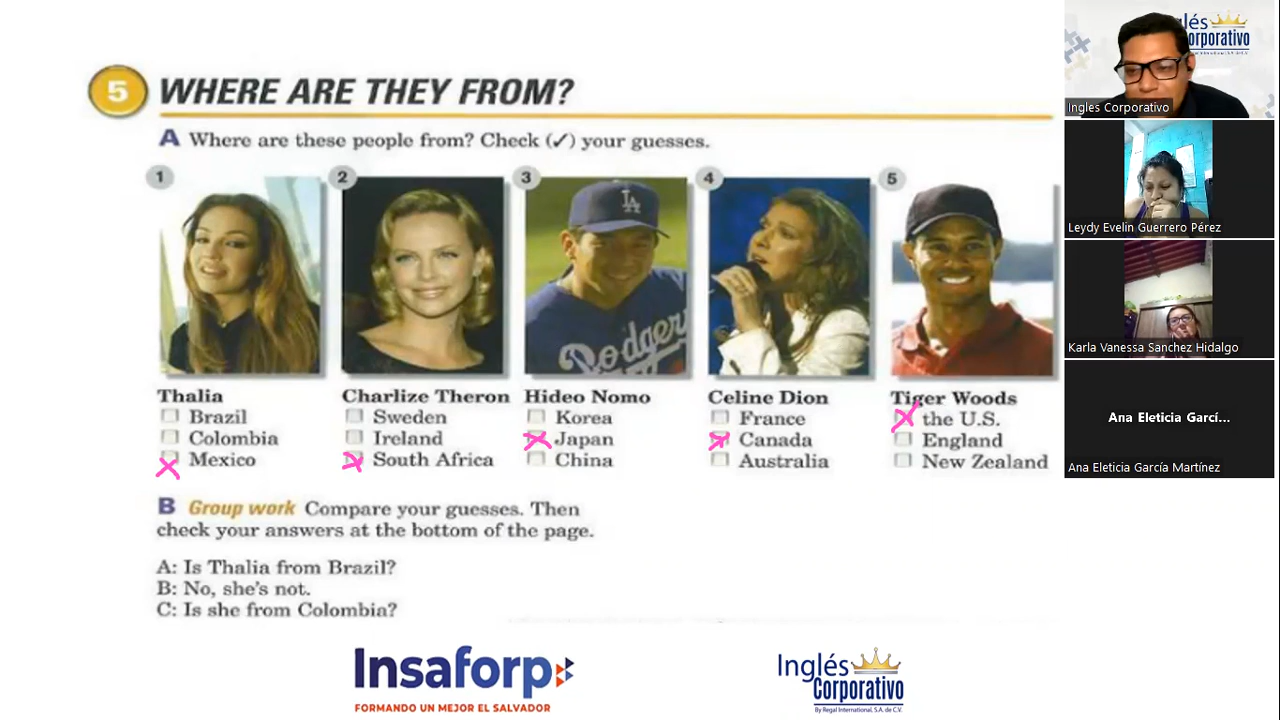 5 WHERE ARE THEY FROM?
A Where are these people from? Check (✓) your guesses.
1
2
3
4
5
LA
Dodgers
Thalia
Brazil
Colombia
Mexico
Charlize Theron
Sweden
Ireland
South Africa
Hideo Nomo
Korea
Japan
China
Celine Dion
France
Canada
Australia
Tiger Woods
the U.S.
England
New Zealand
B Group work Compare your guesses. Then
check your answers at the bottom of the page.
A: Is Thalia from Brazil?
B: No, she's not.
C: Is she from Colombia?
Insaforp
FORMANDO UN MEJOR EL SALVADOR
Inglés
Corporativo
By Regal International, S.A. de C.V.
Ingles Corporativo
Leydy Evelin Guerrero Pérez
Karla Vanessa Sanchez Hidalgo
Ana Eleticia Garcí...
Ana Eleticia García Martínez